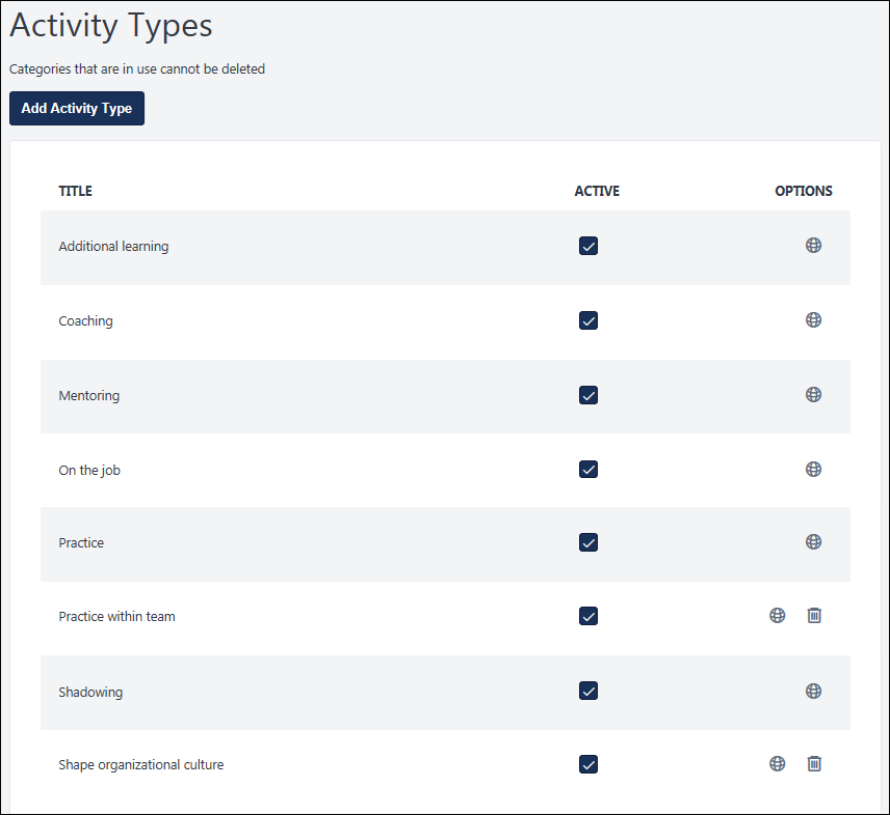 Activity Types
Categories that are in use cannot be deleted
Add Activity Type
TITLE ACTIVE OPTIONS
Additional learning
Coaching
Mentoring
On the job
Practice
Practice within team
Shadowing
Shape organizational culture